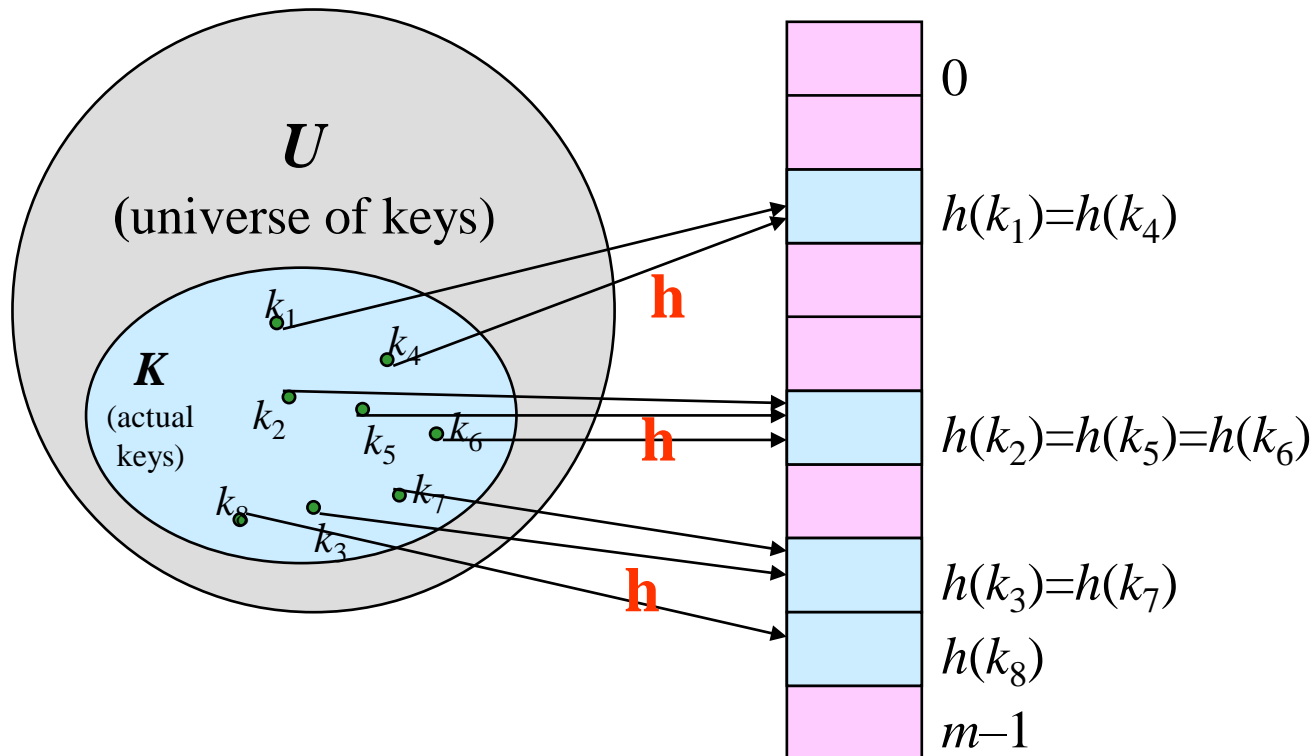 U
(universe of keys)
K
(actual
keys)
k₁
k₄
k₂
k₅
k₆
k₇
k₈
k₃
h
h
h
0
h(k₁)=h(k₄)
h(k₂)=h(k₅)=h(k₆)
h(k₃)=h(k₇)
h(k₈)
m–1